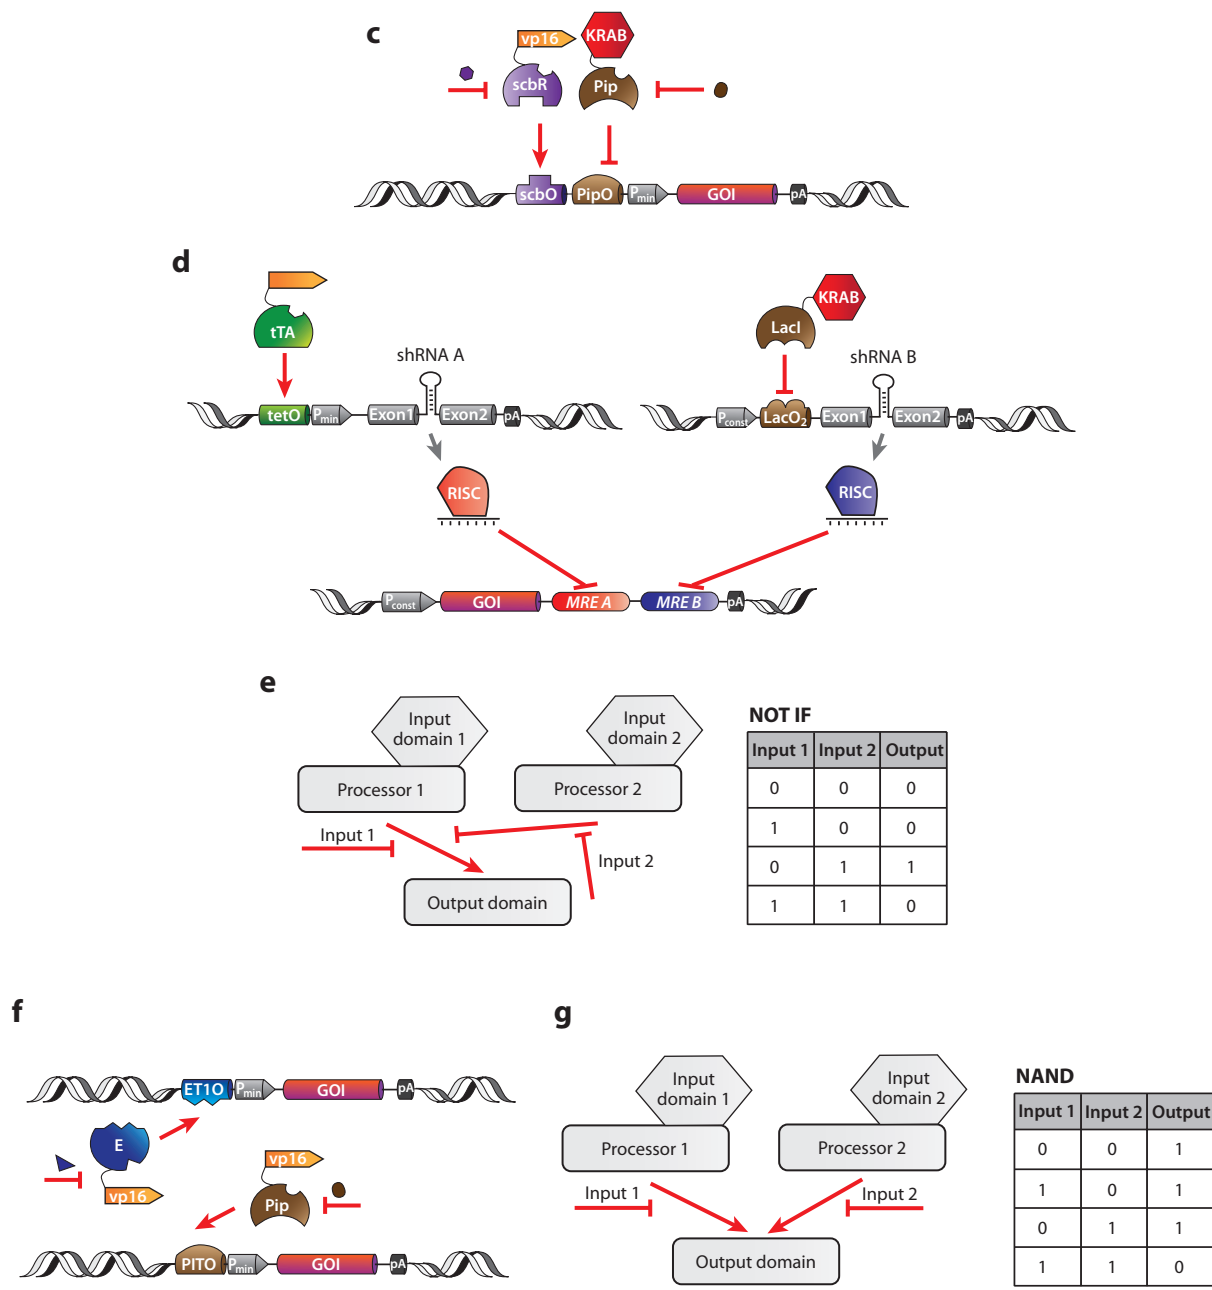 c
vp16 KRAB
scbR Pip
scbO PipO Pmin GOI pA
d
KRAB
tTA LacI
shRNA A shRNA B
tetO Pmin Exon1 Exon2 pA Pconst LacO2 Exon1 Exon2 pA
RISC RISC
Pconst GOI MRE A MRE B pA
e
Input domain 1
Input domain 2
Processor 1 Processor 2
Input 1
Input 2
Output domain
NOT IF
Input 1 Input 2 Output
0 0 0
1 0 0
0 1 1
1 1 0
f
ET1O Pmin GOI pA
E
vp16
vp16
Pip
PITO Pmin GOI pA
g
Input domain 1
Input domain 2
Processor 1 Processor 2
Input 1 Input 2
Output domain
NAND
Input 1 Input 2 Output
0 0 1
1 0 1
0 1 1
1 1 0